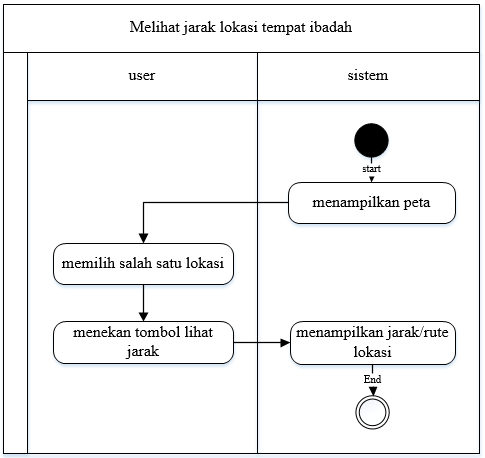 Melihat jarak lokasi tempat ibadah
user
sistem
start
menampilkan peta
memilih salah satu lokasi
menekan tombol lihat
jarak
menampilkan jarak/rute
lokasi
End